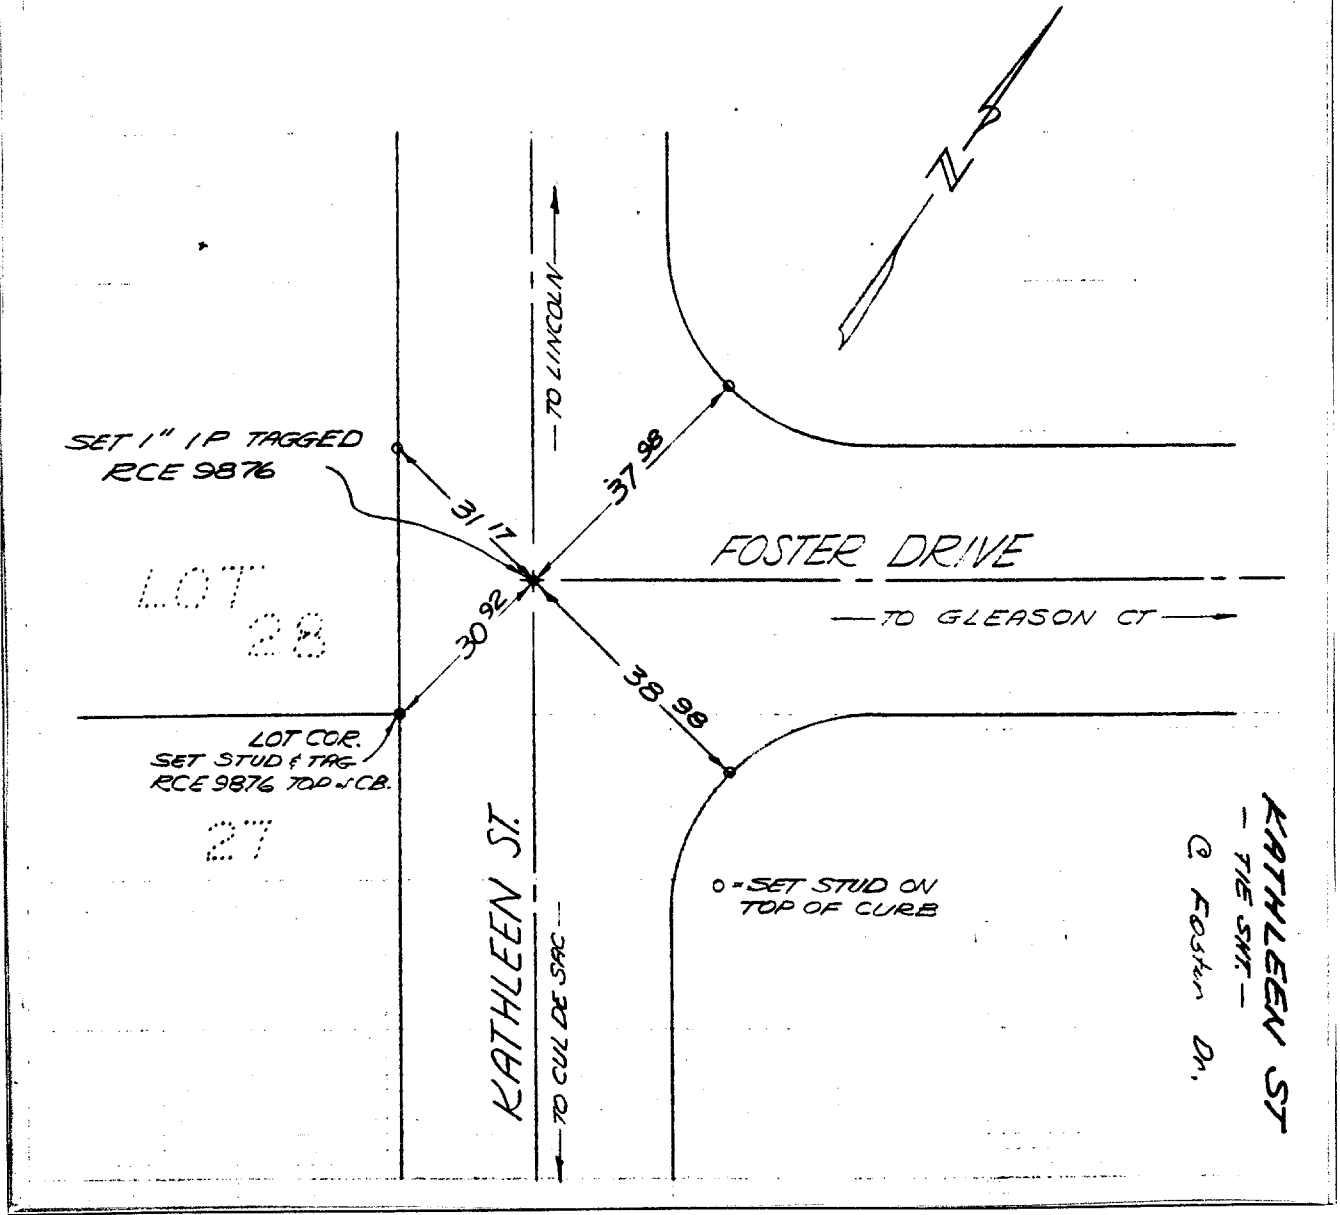 N
— TO LINCOLN —
SET 1" IP TAGGED
RCE 9876
37.98
31.17
FOSTER DRIVE
— TO GLEASON CT —
LOT
28
30.92
38.98
LOT COR.
SET STUD & TAG
RCE 9876 TOP of CB.
27
KATHLEEN ST.
— TO CUL DE SAC —
o = SET STUD ON
TOP OF CURB
KATHLEEN ST
— TIE SHT. —
@ Foster Dr.